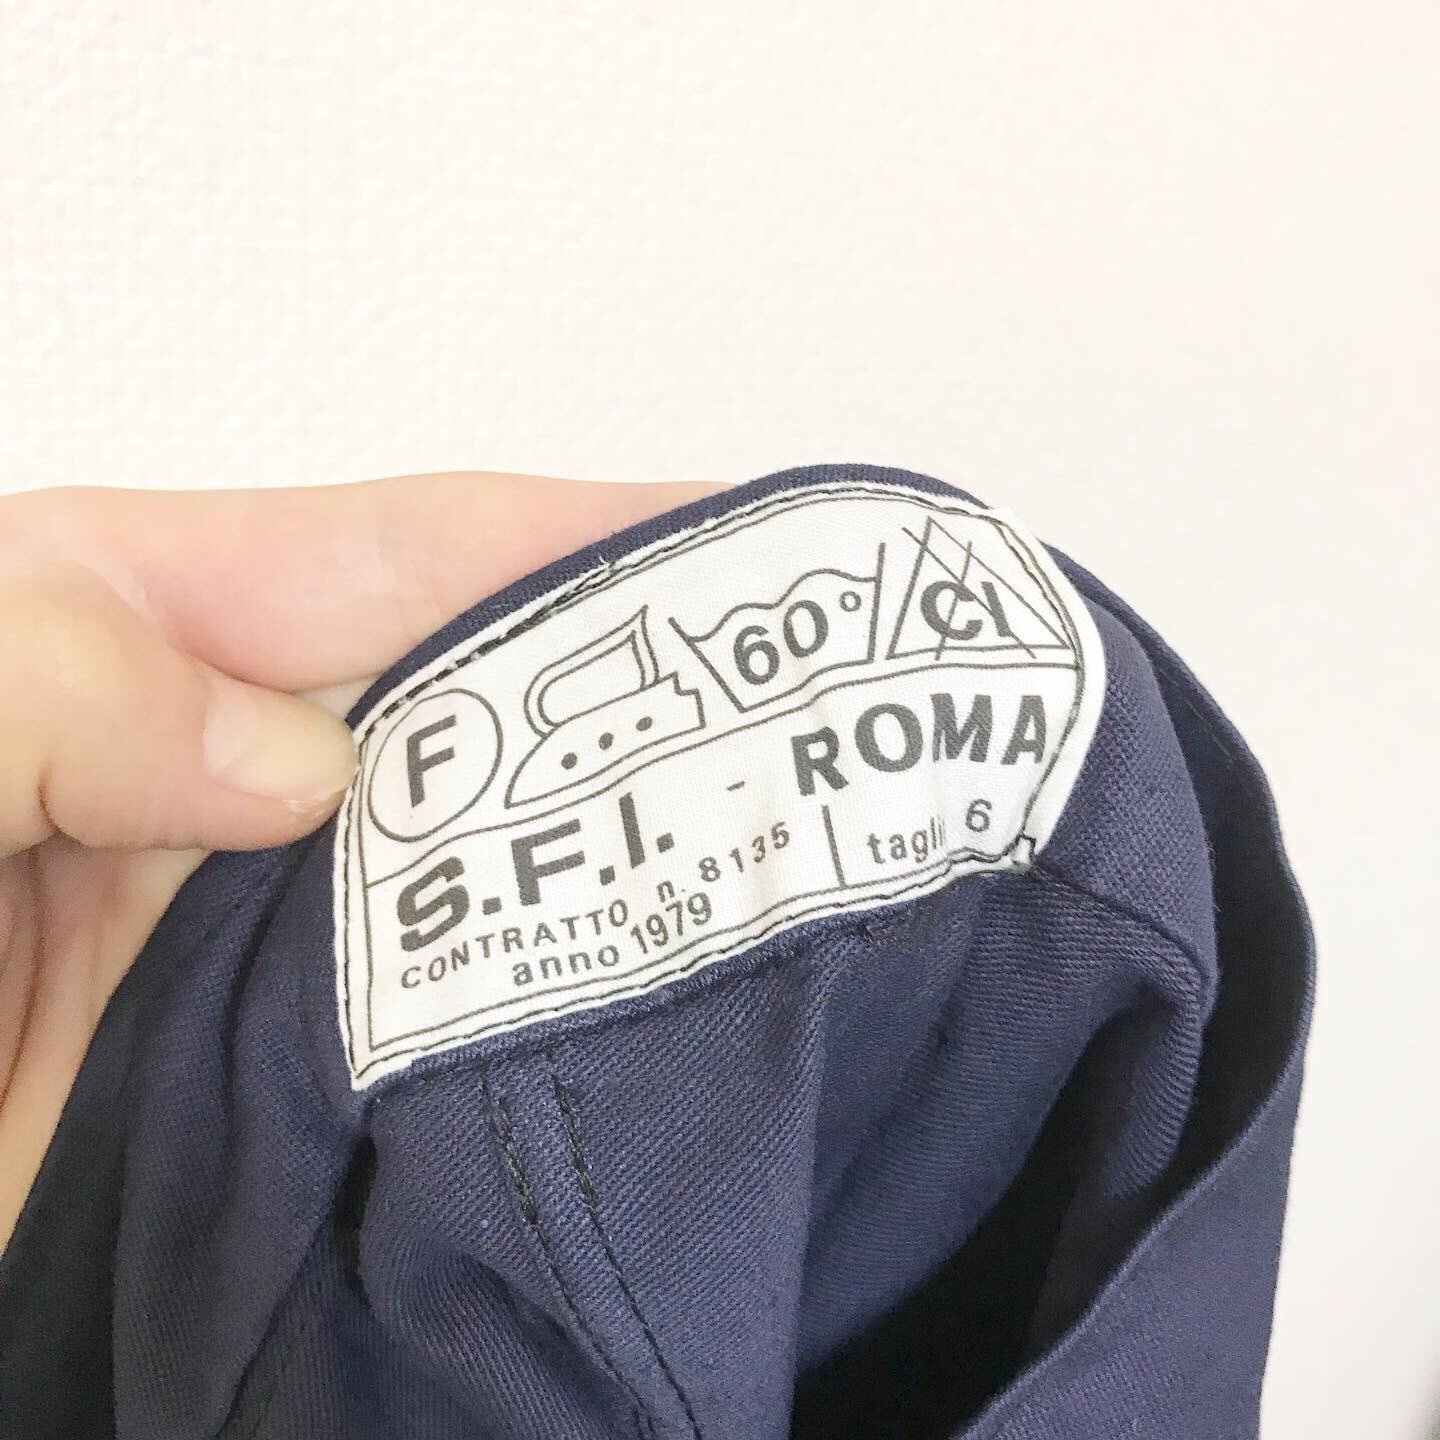 F 60° Cl
S.F.I. - ROMA
CONTRATTO n. 8135
anno 1979
6